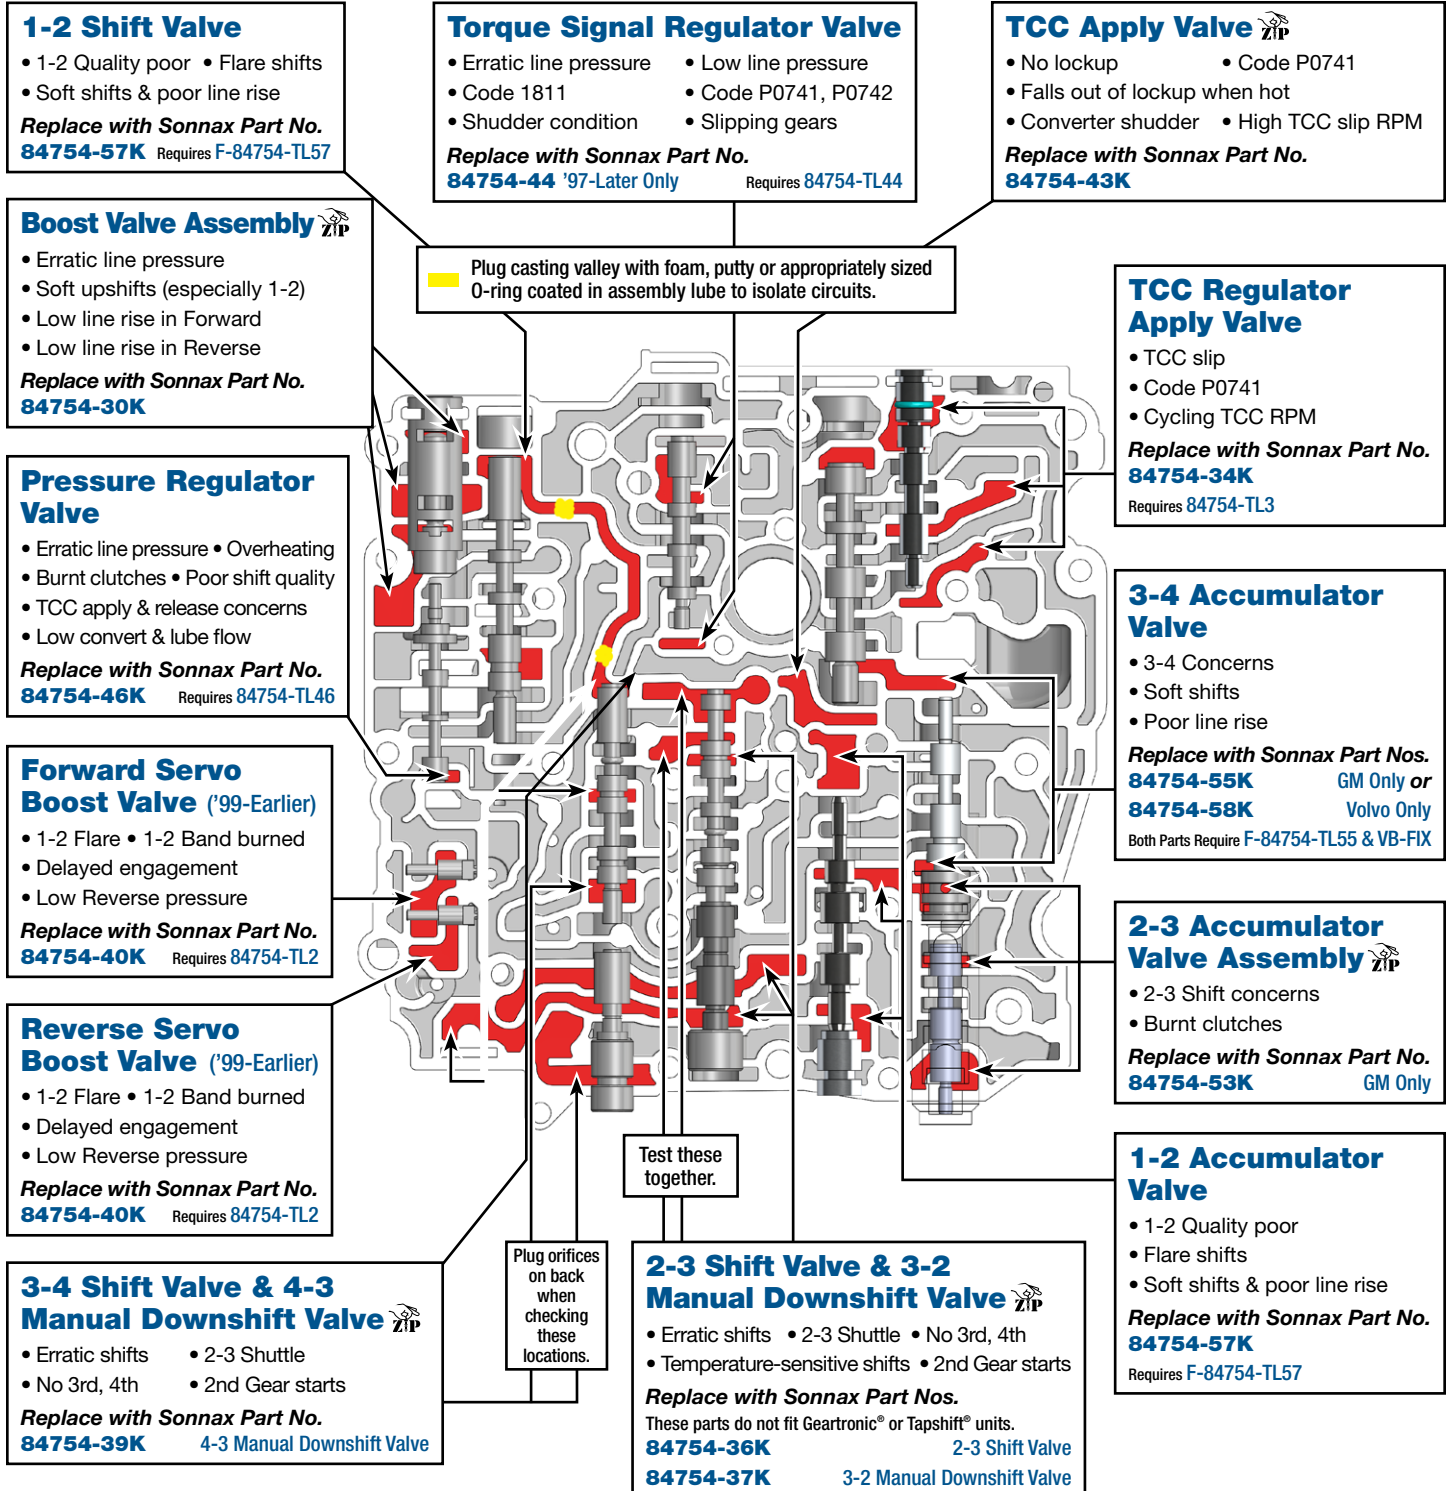 1-2 Shift Valve
• 1-2 Quality poor • Flare shifts
• Soft shifts & poor line rise
Replace with Sonnax Part No.
84754-57K Requires F-84754-TL57
Torque Signal Regulator Valve
• Erratic line pressure • Low line pressure
• Code 1811 • Code P0741, P0742
• Shudder condition • Slipping gears
Replace with Sonnax Part No.
84754-44 '97-Later Only Requires 84754-TL44
TCC Apply Valve ZIP
• No lockup • Code P0741
• Falls out of lockup when hot
• Converter shudder • High TCC slip RPM
Replace with Sonnax Part No.
84754-43K
Boost Valve Assembly ZIP
• Erratic line pressure
• Soft upshifts (especially 1-2)
• Low line rise in Forward
• Low line rise in Reverse
Replace with Sonnax Part No.
84754-30K
Plug casting valley with foam, putty or appropriately sized
O-ring coated in assembly lube to isolate circuits.
TCC Regulator
Apply Valve
• TCC slip
• Code P0741
• Cycling TCC RPM
Replace with Sonnax Part No.
84754-34K
Requires 84754-TL3
Pressure Regulator
Valve
• Erratic line pressure • Overheating
• Burnt clutches • Poor shift quality
• TCC apply & release concerns
• Low convert & lube flow
Replace with Sonnax Part No.
84754-46K Requires 84754-TL46
3-4 Accumulator
Valve
• 3-4 Concerns
• Soft shifts
• Poor line rise
Replace with Sonnax Part Nos.
84754-55K GM Only or
84754-58K Volvo Only
Both Parts Require F-84754-TL55 & VB-FIX
Forward Servo
Boost Valve ('99-Earlier)
• 1-2 Flare • 1-2 Band burned
• Delayed engagement
• Low Reverse pressure
Replace with Sonnax Part No.
84754-40K Requires 84754-TL2
2-3 Accumulator
Valve Assembly ZIP
• 2-3 Shift concerns
• Burnt clutches
Replace with Sonnax Part No.
84754-53K GM Only
Reverse Servo
Boost Valve ('99-Earlier)
• 1-2 Flare • 1-2 Band burned
• Delayed engagement
• Low Reverse pressure
Replace with Sonnax Part No.
84754-40K Requires 84754-TL2
Test these
together.
1-2 Accumulator
Valve
• 1-2 Quality poor
• Flare shifts
• Soft shifts & poor line rise
Replace with Sonnax Part No.
84754-57K
Requires F-84754-TL57
3-4 Shift Valve & 4-3
Manual Downshift Valve ZIP
• Erratic shifts • 2-3 Shuttle
• No 3rd, 4th • 2nd Gear starts
Replace with Sonnax Part No.
84754-39K 4-3 Manual Downshift Valve
Plug orifices
on back
when
checking
these
locations.
2-3 Shift Valve & 3-2
Manual Downshift Valve ZIP
• Erratic shifts • 2-3 Shuttle • No 3rd, 4th
• Temperature-sensitive shifts • 2nd Gear starts
Replace with Sonnax Part Nos.
These parts do not fit Geartronic® or Tapshift® units.
84754-36K 2-3 Shift Valve
84754-37K 3-2 Manual Downshift Valve